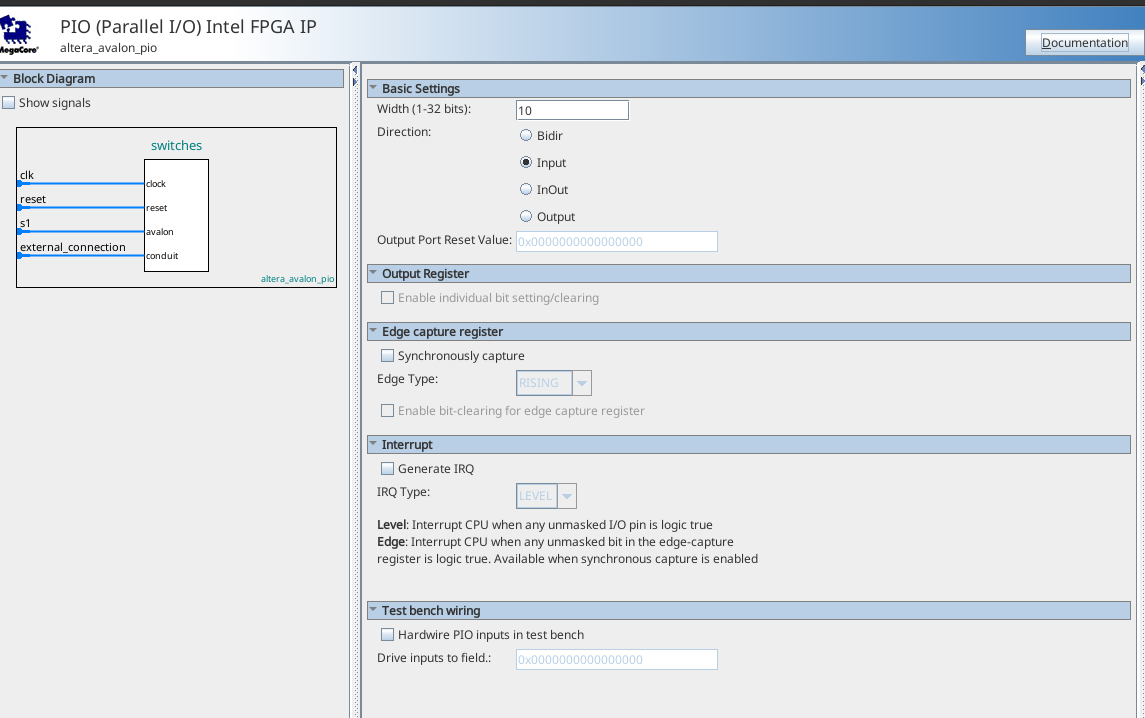 PIO (Parallel I/O) Intel FPGA IP
altera_avalon_pio
MegaCore®
Documentation
Block Diagram
Show signals
switches
clk
clock
reset
reset
s1
avalon
external_connection
conduit
altera_avalon_pio
Basic Settings
Width (1-32 bits): 10
Direction:
Bidir
Input
InOut
Output
Output Port Reset Value: 0x0000000000000000
Output Register
Enable individual bit setting/clearing
Edge capture register
Synchronously capture
Edge Type: RISING
Enable bit-clearing for edge capture register
Interrupt
Generate IRQ
IRQ Type: LEVEL
Level: Interrupt CPU when any unmasked I/O pin is logic true
Edge: Interrupt CPU when any unmasked bit in the edge-capture
register is logic true. Available when synchronous capture is enabled
Test bench wiring
Hardwire PIO inputs in test bench
Drive inputs to field.: 0x0000000000000000